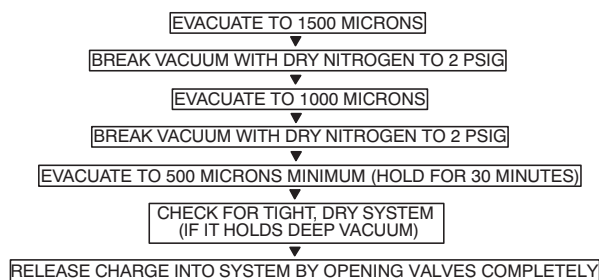 EVACUATE TO 1500 MICRONS
BREAK VACUUM WITH DRY NITROGEN TO 2 PSIG
EVACUATE TO 1000 MICRONS
BREAK VACUUM WITH DRY NITROGEN TO 2 PSIG
EVACUATE TO 500 MICRONS MINIMUM (HOLD FOR 30 MINUTES)
CHECK FOR TIGHT, DRY SYSTEM
(IF IT HOLDS DEEP VACUUM)
RELEASE CHARGE INTO SYSTEM BY OPENING VALVES COMPLETELY